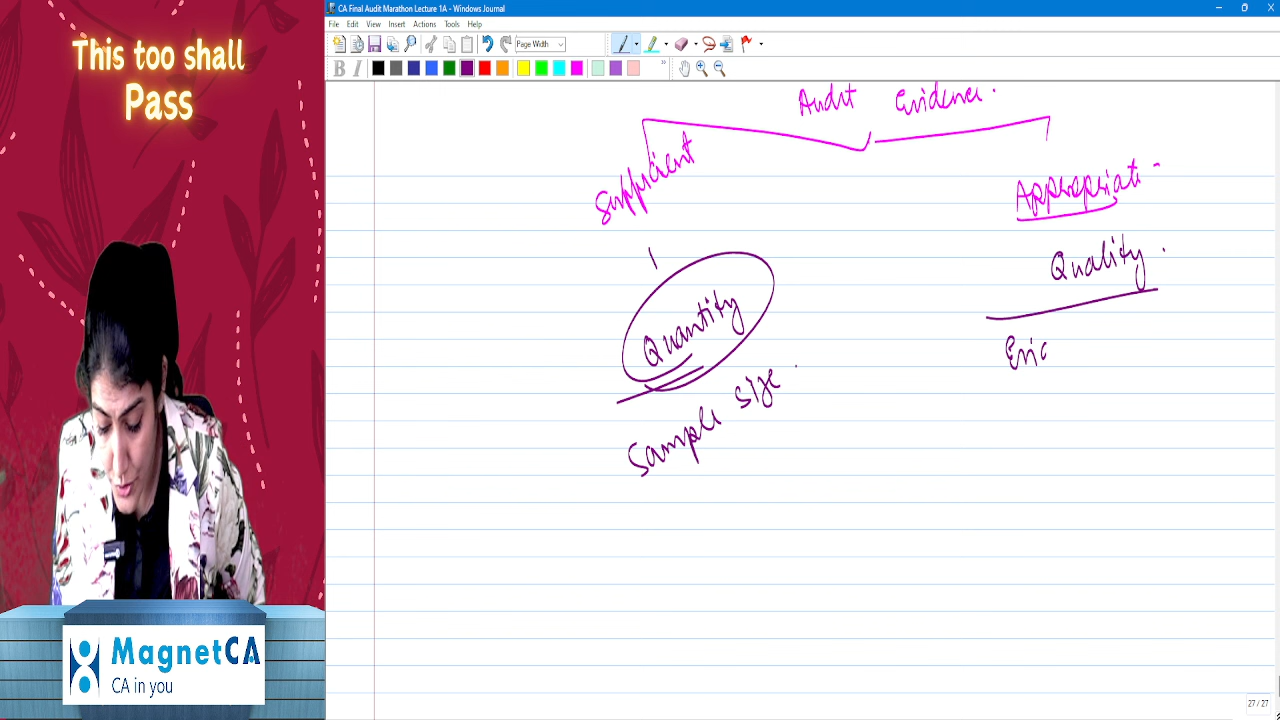 This too shall
Pass
CA Final Audit Marathon Lecture 1A - Windows Journal
File Edit View Insert Actions Tools Help
Page Width
B I
Audit Evidence.
Sufficient
Appropriate
Quality.
Quantity
Evic
Sample size
MagnetCA
CA in you
27 / 27